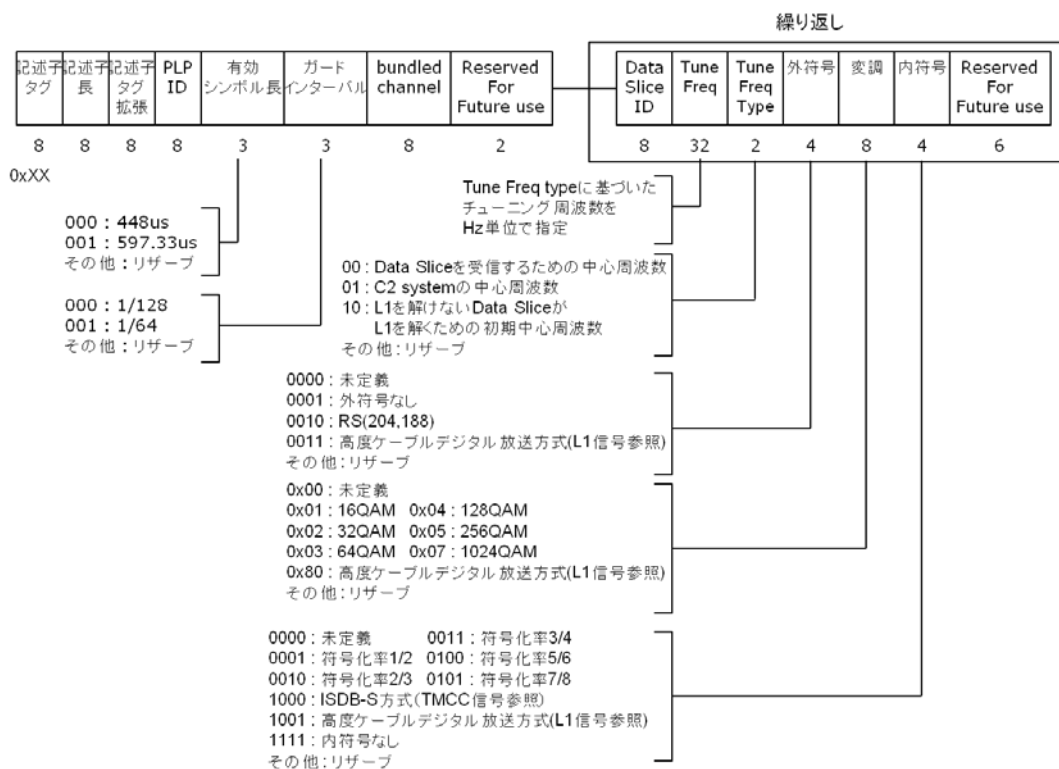 繰り返し
記述子タグ 記述子長 記述子タグ拡張 PLP ID 有効シンボル長 ガードインターバル bundled channel Reserved For Future use Data Slice ID Tune Freq Tune Freq Type 外符号 変調 内符号 Reserved For Future use
8 8 8 8 3 3 8 2 8 32 2 4 8 4 6
0xXX
000 : 448us
001 : 597.33us
その他 : リザーブ
000 : 1/128
001 : 1/64
その他 : リザーブ
Tune Freq typeに基づいた
チューニング周波数を
Hz単位で指定
00 : Data Sliceを受信するための中心周波数
01 : C2 systemの中心周波数
10 : L1を解けないData Sliceが
L1を解くための初期中心周波数
その他 : リザーブ
0000 : 未定義
0001 : 外符号なし
0010 : RS(204,188)
0011 : 高度ケーブルデジタル放送方式(L1信号参照)
その他 : リザーブ
0x00 : 未定義
0x01 : 16QAM 0x04 : 128QAM
0x02 : 32QAM 0x05 : 256QAM
0x03 : 64QAM 0x07 : 1024QAM
0x80 : 高度ケーブルデジタル放送方式(L1信号参照)
その他 : リザーブ
0000 : 未定義 0011 : 符号化率3/4
0001 : 符号化率1/2 0100 : 符号化率5/6
0010 : 符号化率2/3 0101 : 符号化率7/8
1000 : ISDB-S方式(TMCC信号参照)
1001 : 高度ケーブルデジタル放送方式(L1信号参照)
1111 : 内符号なし
その他 : リザーブ